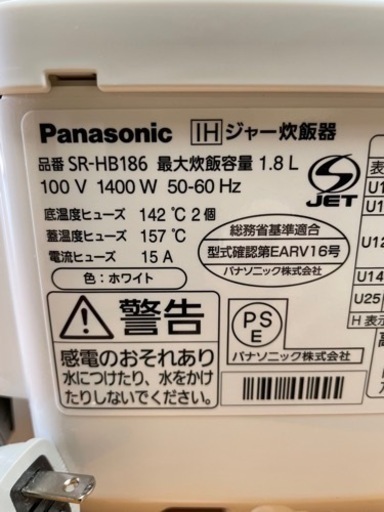 Panasonic IH ジャー炊飯器
品番 SR-HB186 最大炊飯容量 1.8 L
100 V 1400 W 50-60 Hz
底温度ヒューズ 142 ℃ 2 個
蓋温度ヒューズ 157 ℃
電流ヒューズ 15 A
色：ホワイト
S
JET
総務省基準適合
型式確認第EARV16号
パナソニック株式会社
警告
感電のおそれあり
水につけたり、水をかけ
たりしないでください。
PS
E
パナソニック株式会社
表
U1
U12
U14
U25
H 表示